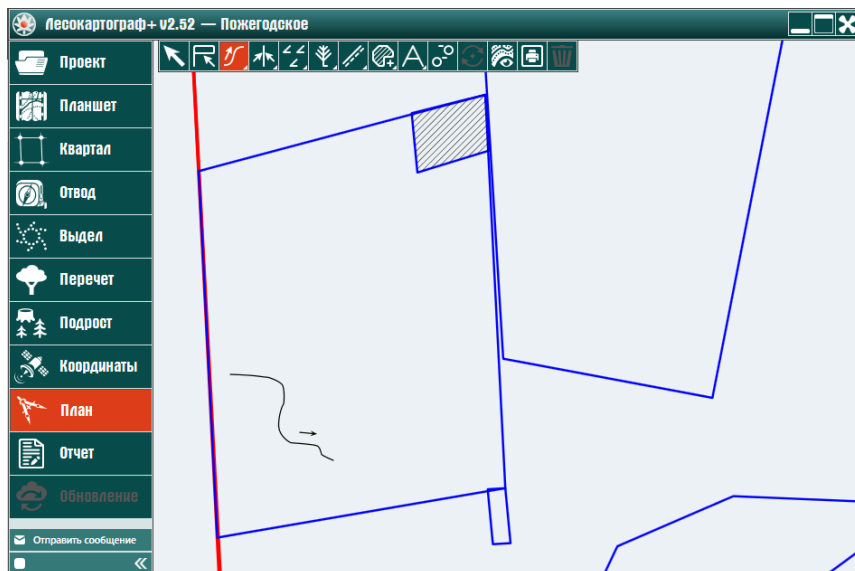 Лесокартограф+ v2.52 — Пожегодское
Проект
Планшет
Квартал
Отвод
Выдел
Перечет
Подрост
Координаты
План
Отчет
Обновление
Отправить сообщение